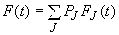 F(t) = ∑_J P_J F_J(t)